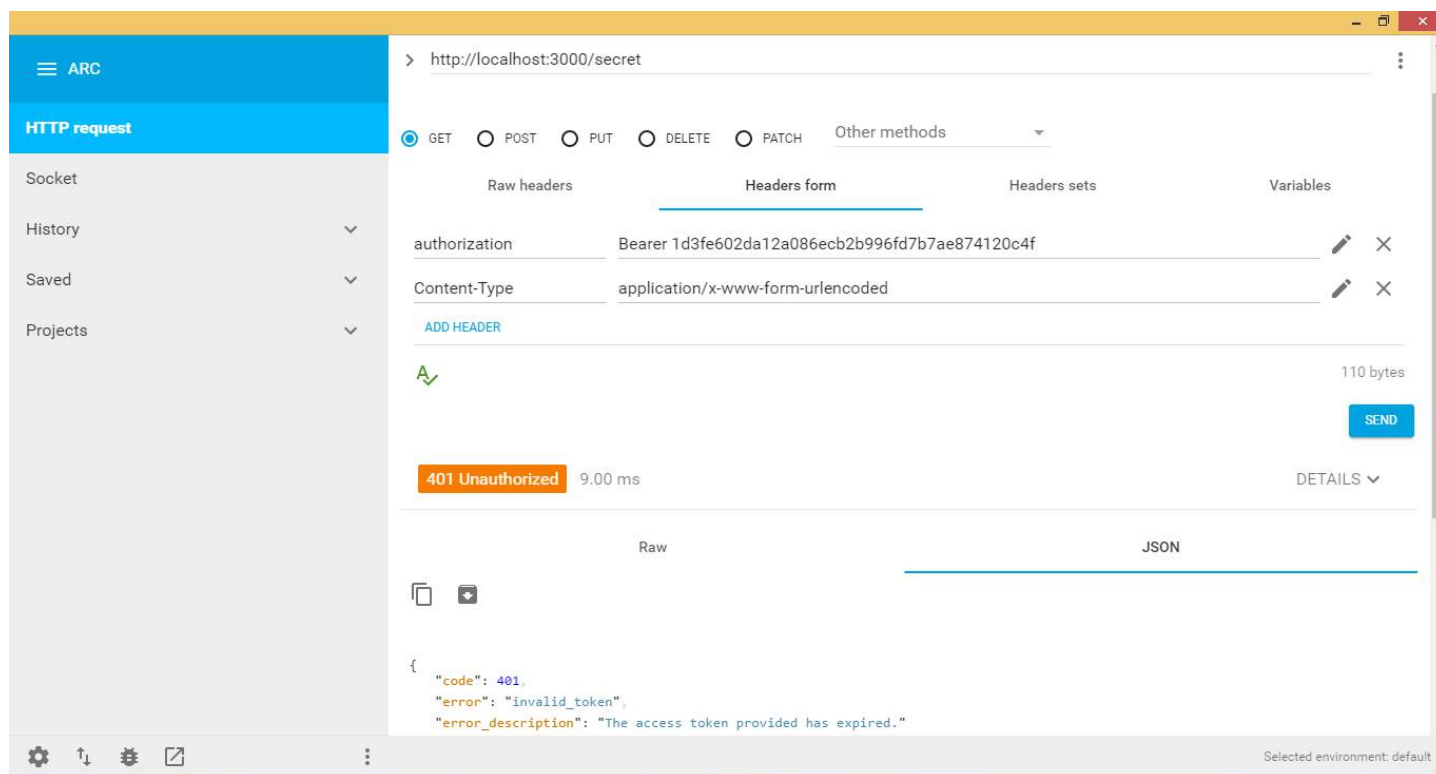 ARC
http://localhost:3000/secret
HTTP request
GET POST PUT DELETE PATCH Other methods
Socket
History
Saved
Projects
Raw headers Headers form Headers sets Variables
authorization Bearer 1d3fe602da12a086ecb2b996fd7b7ae874120c4f
Content-Type application/x-www-form-urlencoded
ADD HEADER
110 bytes
SEND
401 Unauthorized 9.00 ms DETAILS
Raw JSON
{
"code": 401,
"error": "invalid_token",
"error_description": "The access token provided has expired."
Selected environment: default